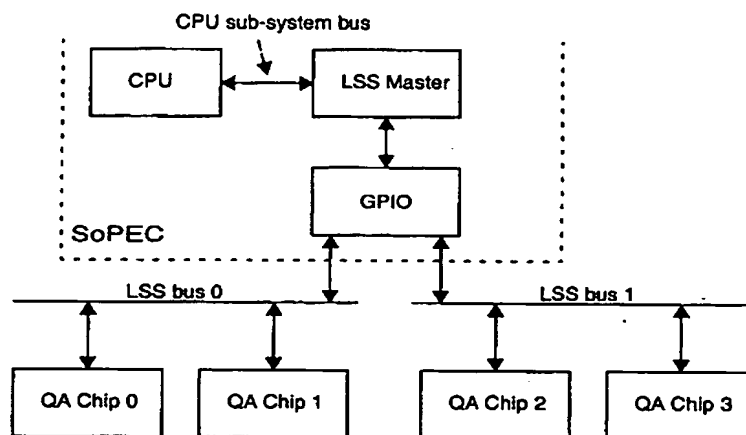 CPU sub-system bus
CPU
LSS Master
GPIO
SoPEC
LSS bus 0
LSS bus 1
QA Chip 0
QA Chip 1
QA Chip 2
QA Chip 3